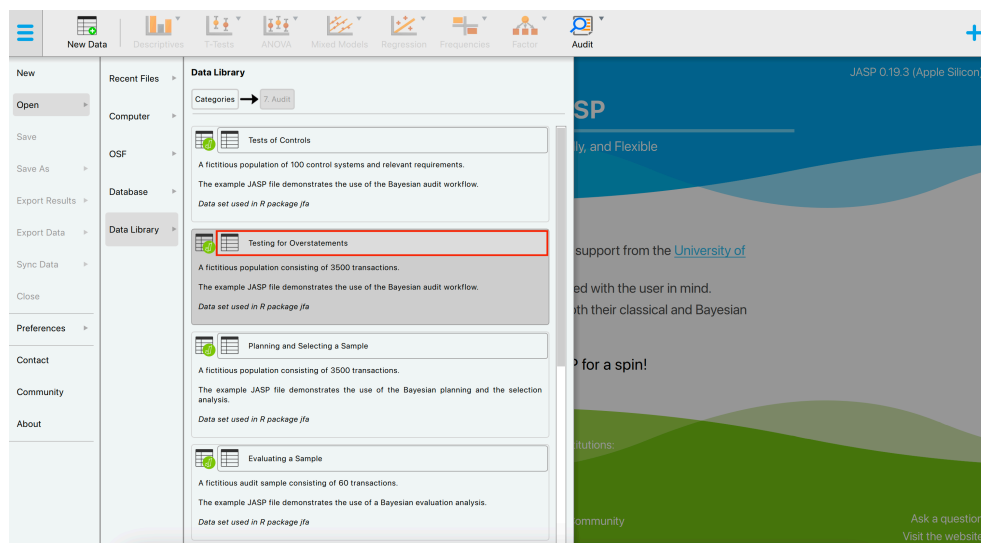 New Data
Descriptives
T-Tests
ANOVA
Mixed Models
Regression
Frequencies
Factor
Audit
New
Open
Save
Save As
Export Results
Export Data
Sync Data
Close
Preferences
Contact
Community
About
Recent Files
Computer
OSF
Database
Data Library
Data Library
Categories
7. Audit
Tests of Controls
A fictitious population of 100 control systems and relevant requirements.
The example JASP file demonstrates the use of the Bayesian audit workflow.
Data set used in R package jfa
Testing for Overstatements
A fictitious population consisting of 3500 transactions.
The example JASP file demonstrates the use of the Bayesian audit workflow.
Data set used in R package jfa
Planning and Selecting a Sample
A fictitious population consisting of 3500 transactions.
The example JASP file demonstrates the use of the Bayesian planning and the selection
analysis.
Data set used in R package jfa
Evaluating a Sample
A fictitious audit sample consisting of 60 transactions.
The example JASP file demonstrates the use of a Bayesian evaluation analysis.
Data set used in R package jfa
JASP 0.19.3 (Apple Silicon)
SP
ly, and Flexible
support from the University of
ed with the user in mind.
oth their classical and Bayesian
for a spin!
itutions:
ommunity
Ask a question
Visit the website